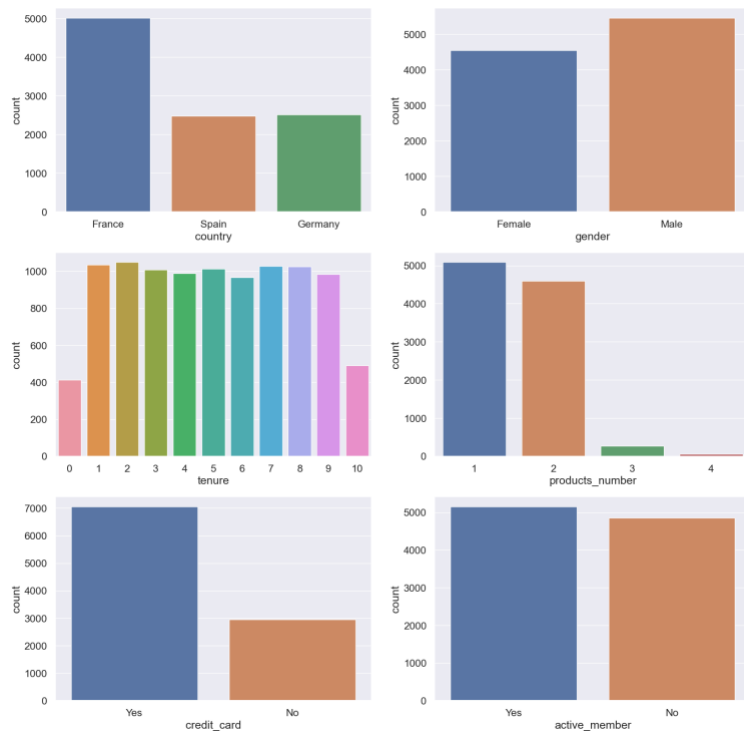 5000
4000
3000
2000
1000
0
count
France Spain Germany
country
5000
4000
3000
2000
1000
0
count
Female Male
gender
1000
800
600
400
200
0
count
0 1 2 3 4 5 6 7 8 9 10
tenure
5000
4000
3000
2000
1000
0
count
1 2 3 4
products_number
7000
6000
5000
4000
3000
2000
1000
0
count
Yes No
credit_card
5000
4000
3000
2000
1000
0
count
Yes No
active_member